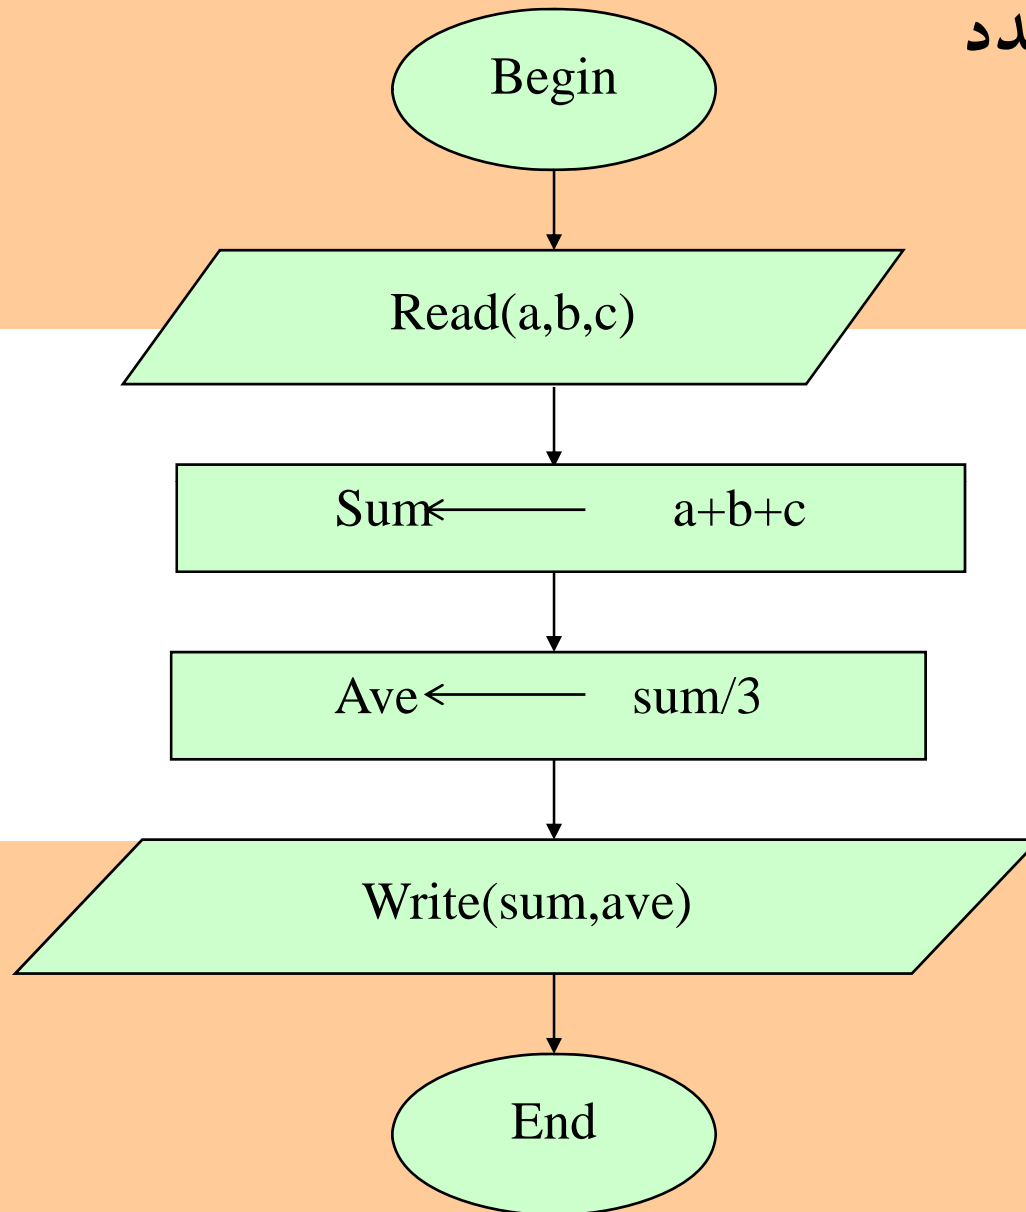 Begin
Read(a,b,c)
Sum a+b+c
Ave sum/3
Write(sum,ave)
End